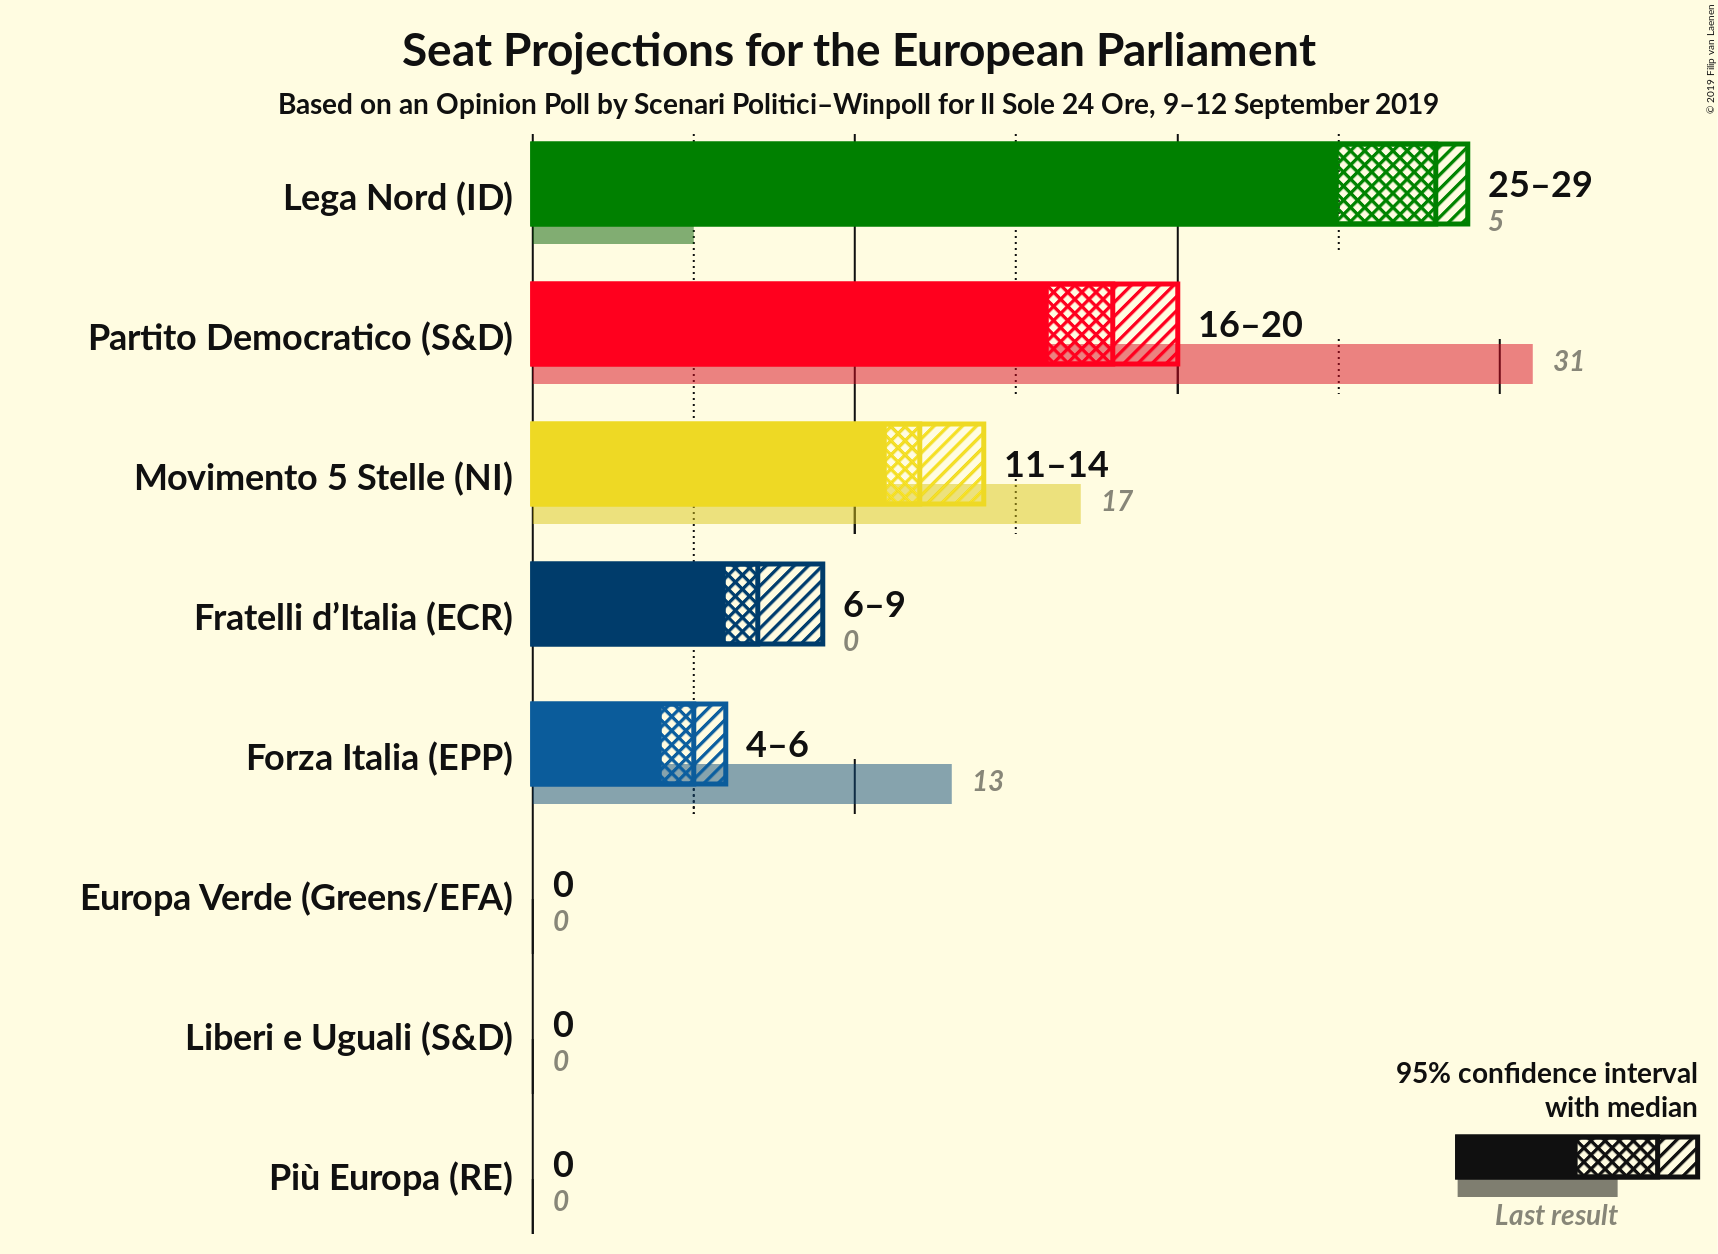 Seat Projections for the European Parliament
Based on an Opinion Poll by Scenari Politici–Winpoll for Il Sole 24 Ore, 9–12 September 2019
© 2019 Filip van Laenen
Lega Nord (ID)
25–29
5
Partito Democratico (S&D)
16–20
31
Movimento 5 Stelle (NI)
11–14
17
Fratelli d’Italia (ECR)
6–9
0
Forza Italia (EPP)
4–6
13
Europa Verde (Greens/EFA)
0
0
Liberi e Uguali (S&D)
0
0
Più Europa (RE)
0
0
95% confidence interval
with median
Last result